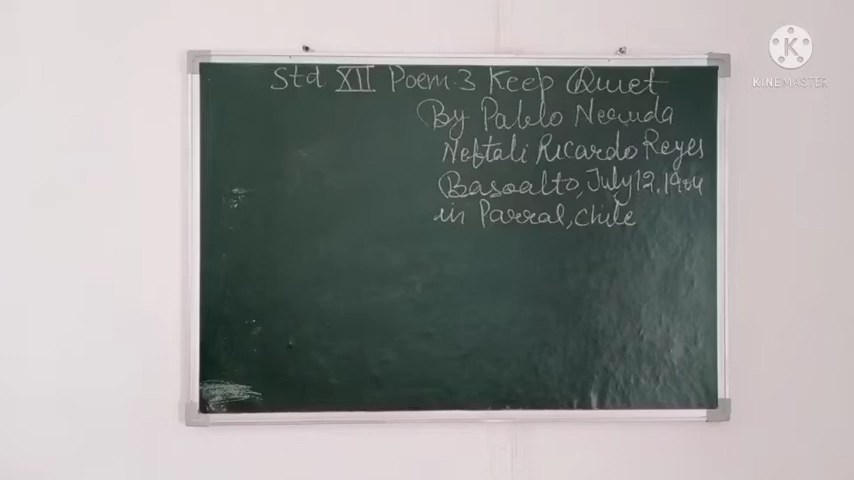 Std XII Poem.3 Keep Quiet
By Pablo Neruda
Neftali Ricardo Reyes
Basoalto, July 12, 1904
in Parral, Chile
K
KINEMASTER